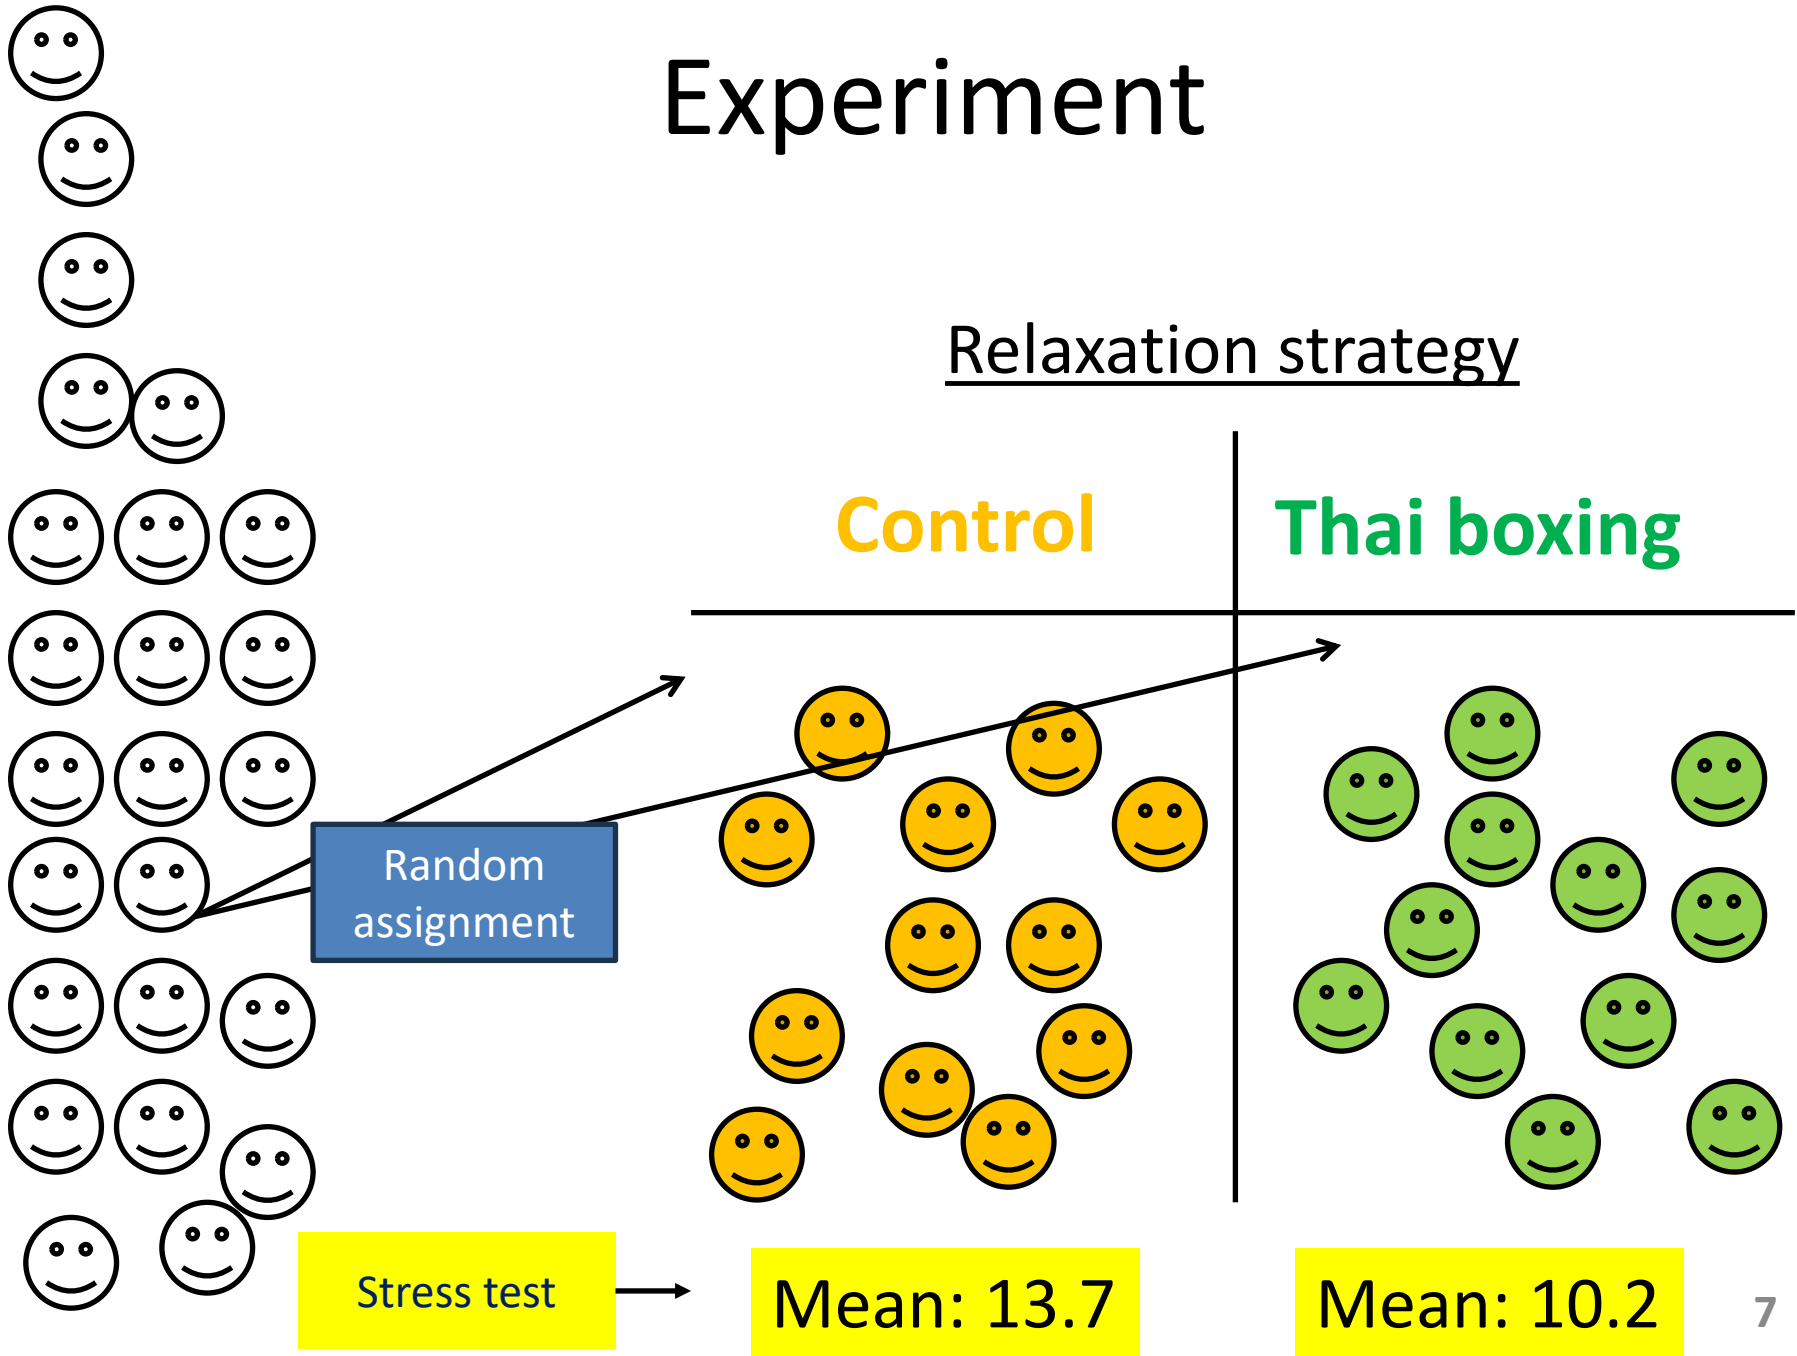 Experiment
Relaxation strategy
Control
Thai boxing
Random
assignment
Stress test
Mean: 13.7
Mean: 10.2
7